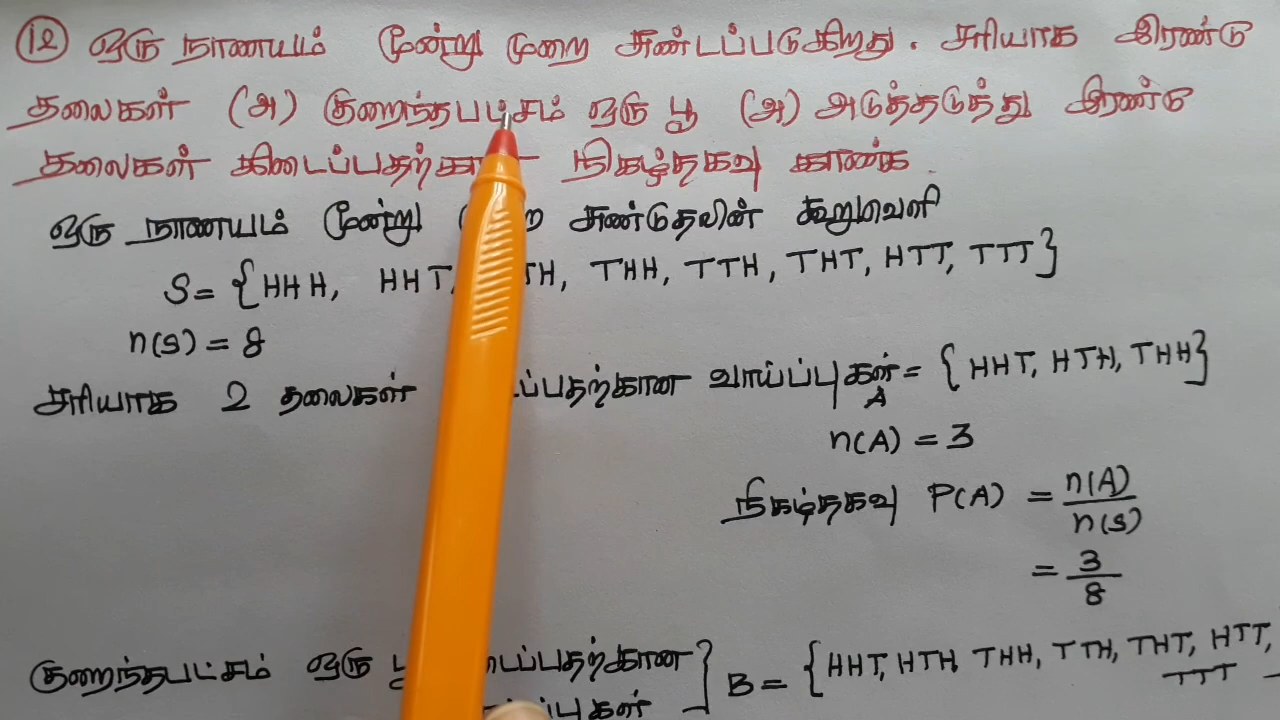 12 ஒரு நாணயம் மூன்று முறை சுண்டப்படுகிறது. சரியாக இரண்டு
தலைகள் (அ) குறைந்தபட்சம் ஒரு பூ (அ) அடுத்தடுத்து இரண்டு
தலைகள் நிகழ்தகவு காண்க.
ஒரு நாணயம் மூன்று சுண்டுதலின் கூறுவெளி
S = {HHH, HHT, TH, THH, TTH, THT, HTT, TTT}
n(s) = 8
சரியாக 2 தலைகள் ப்பதற்கான வாய்ப்புகள் = {HHT, HTH, THH}
A
n(A) = 3
நிகழ்தகவு P(A) = n(A)/n(s)
= 3/8
குறைந்தபட்சம் ஒரு பூ டைப்பதற்கான } B = {HHT, HTH THH, TTH, THT, HTT,
ப்புகள் TTT